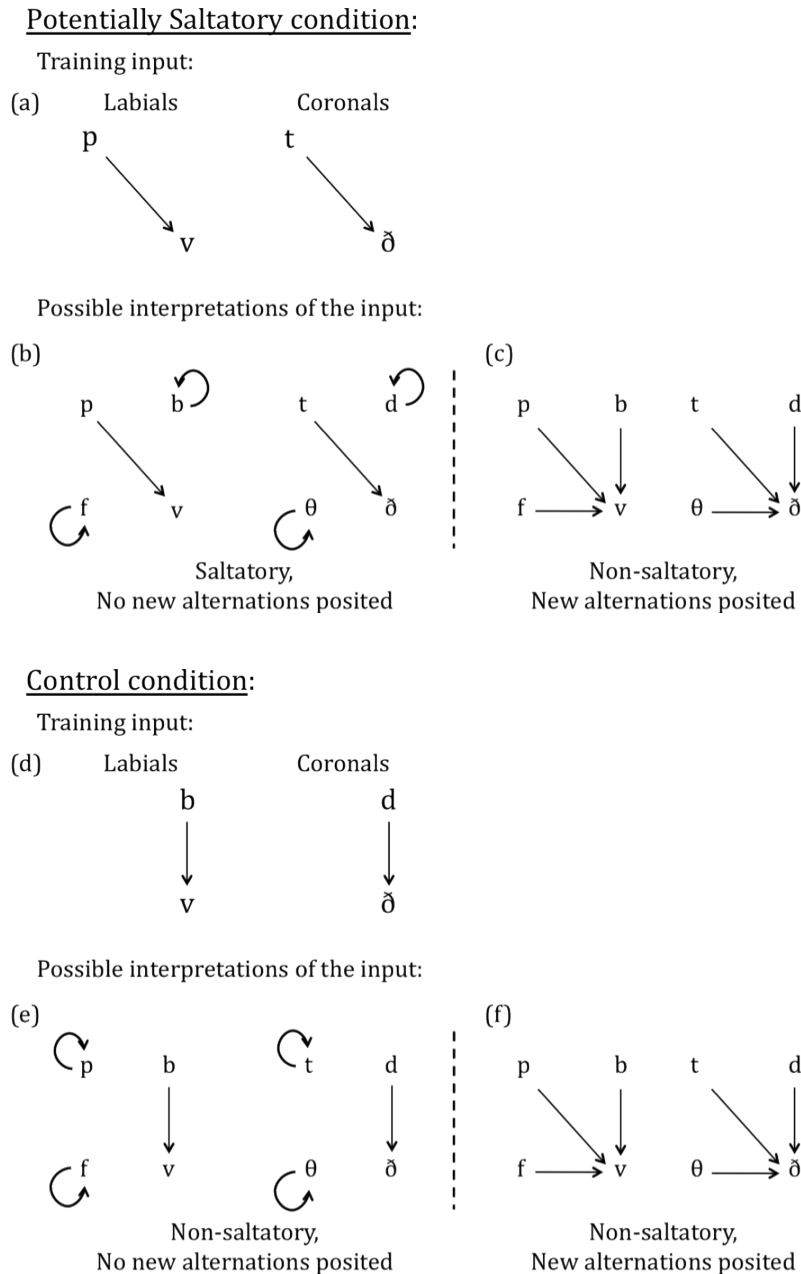 Potentially Saltatory condition:
Training input:
(a) Labials Coronals
p t
v ð
Possible interpretations of the input:
(b) (c)
p b t d p b t d
f v θ ð f v θ ð
Saltatory, Non-saltatory,
No new alternations posited New alternations posited
Control condition:
Training input:
(d) Labials Coronals
b d
v ð
Possible interpretations of the input:
(e) (f)
p b t d p b t d
f v θ ð f v θ ð
Non-saltatory, Non-saltatory,
No new alternations posited New alternations posited